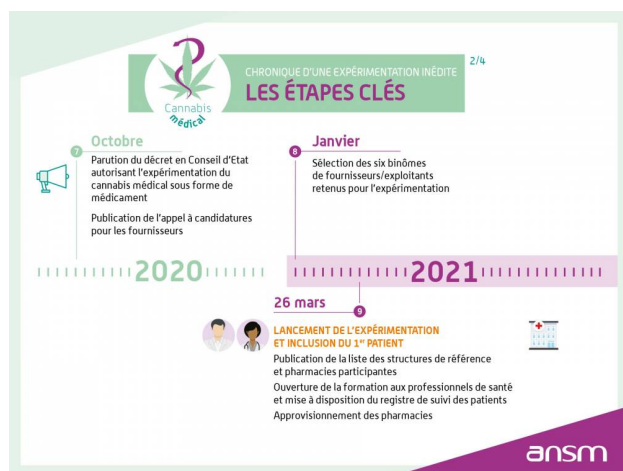 CHRONIQUE D'UNE EXPÉRIMENTATION INÉDITE
2/4
LES ÉTAPES CLÉS
Cannabis
médical
Octobre
7
Parution du décret en Conseil d'Etat
autorisant l'expérimentation du
cannabis médical sous forme de
médicament
Publication de l'appel à candidatures
pour les fournisseurs
Janvier
8
Sélection des six binômes
de fournisseurs/exploitants
retenus pour l'expérimentation
2020
2021
26 mars
9
LANCEMENT DE L'EXPÉRIMENTATION
ET INCLUSION DU 1ER PATIENT
Publication de la liste des structures de référence
et pharmacies participantes
Ouverture de la formation aux professionnels de santé
et mise à disposition du registre de suivi des patients
Approvisionnement des pharmacies
ansm